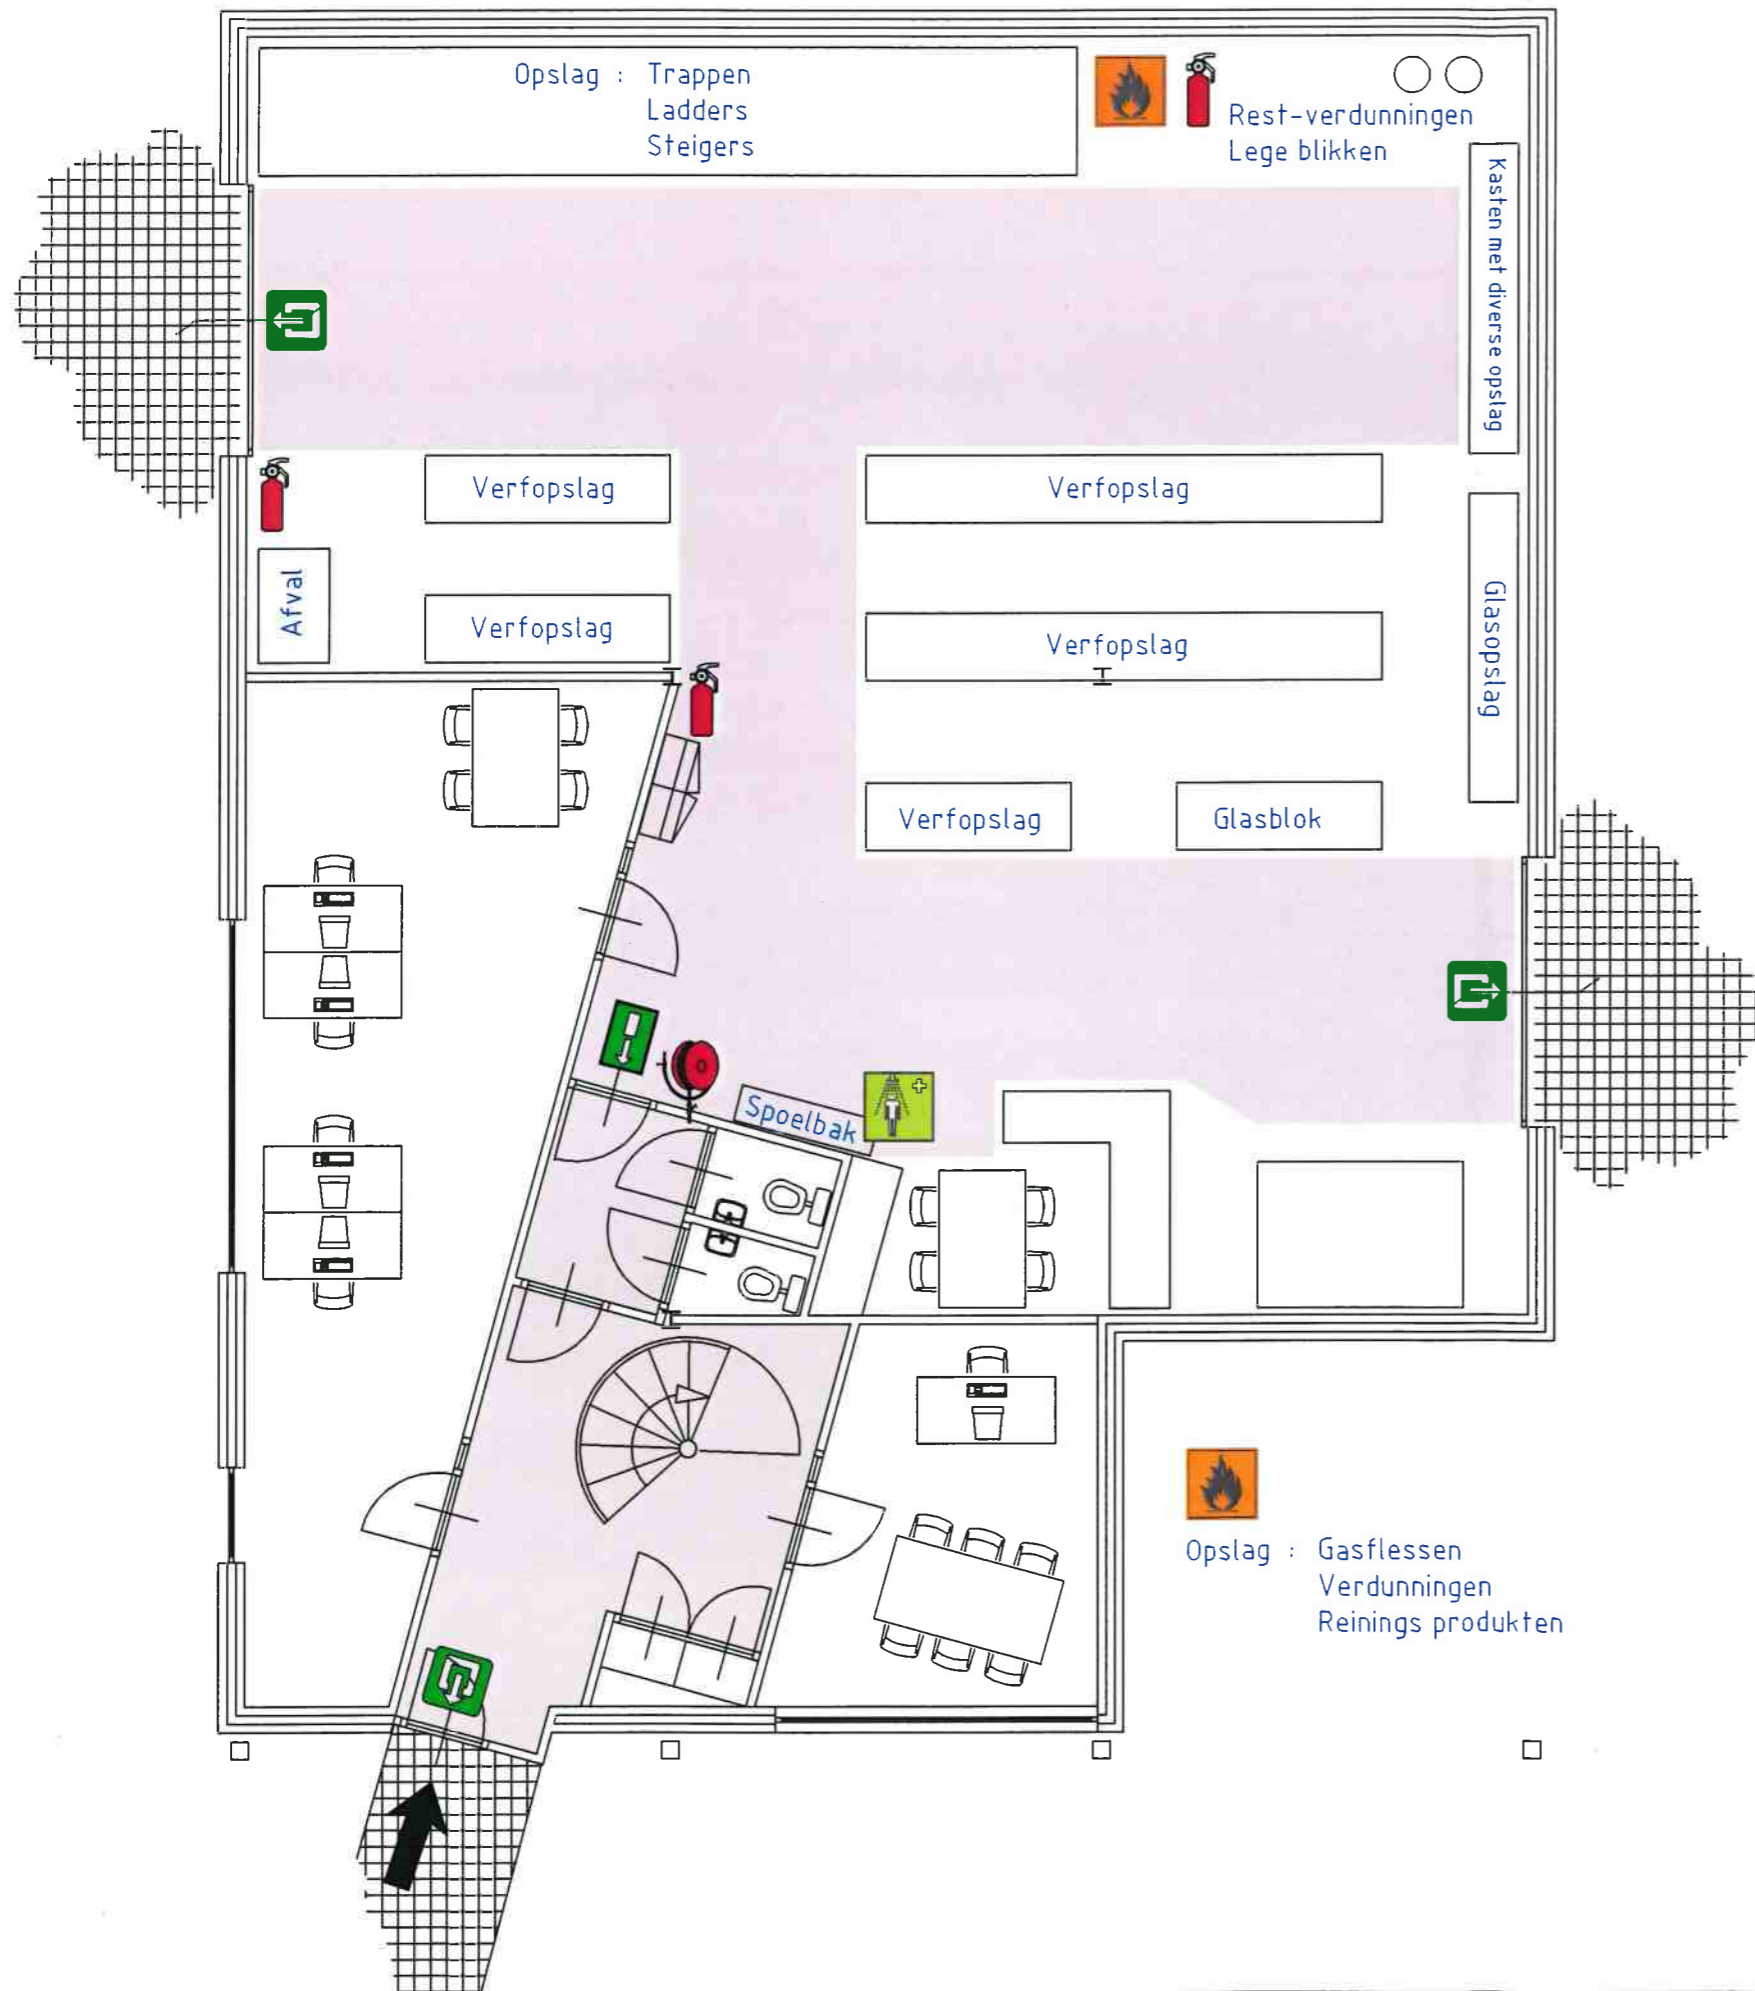 Opslag : Trappen
Ladders
Steigers
Rest-verdunningen
Lege blikken
Kasten met diverse opslag
Verfopslag
Verfopslag
Afval
Verfopslag
Verfopslag
Glasopslag
Verfopslag
Glasblok
Spoelbak
Opslag : Gasflessen
Verdunningen
Reinings produkten